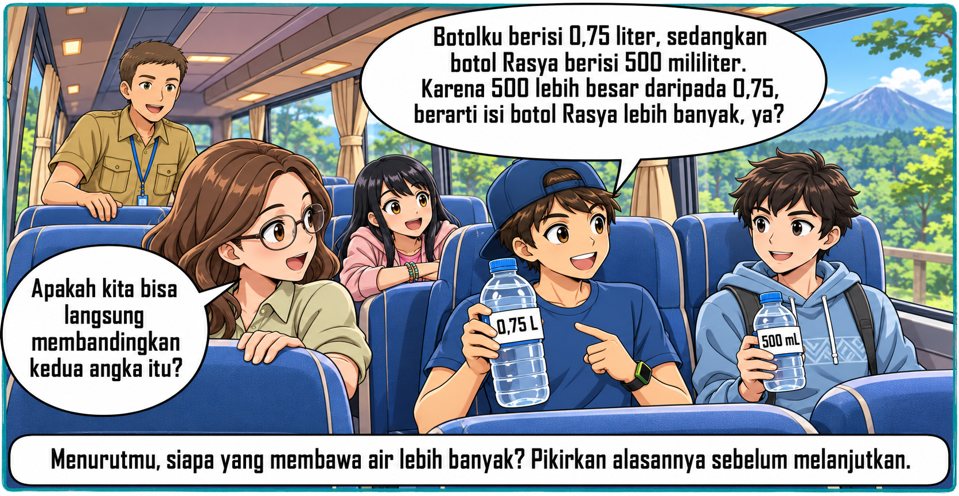 Botolku berisi 0,75 liter, sedangkan
botol Rasya berisi 500 mililiter.
Karena 500 lebih besar daripada 0,75,
berarti isi botol Rasya lebih banyak, ya?
Apakah kita bisa
langsung
membandingkan
kedua angka itu?
0,75 L
500 mL
Menurutmu, siapa yang membawa air lebih banyak? Pikirkan alasannya sebelum melanjutkan.